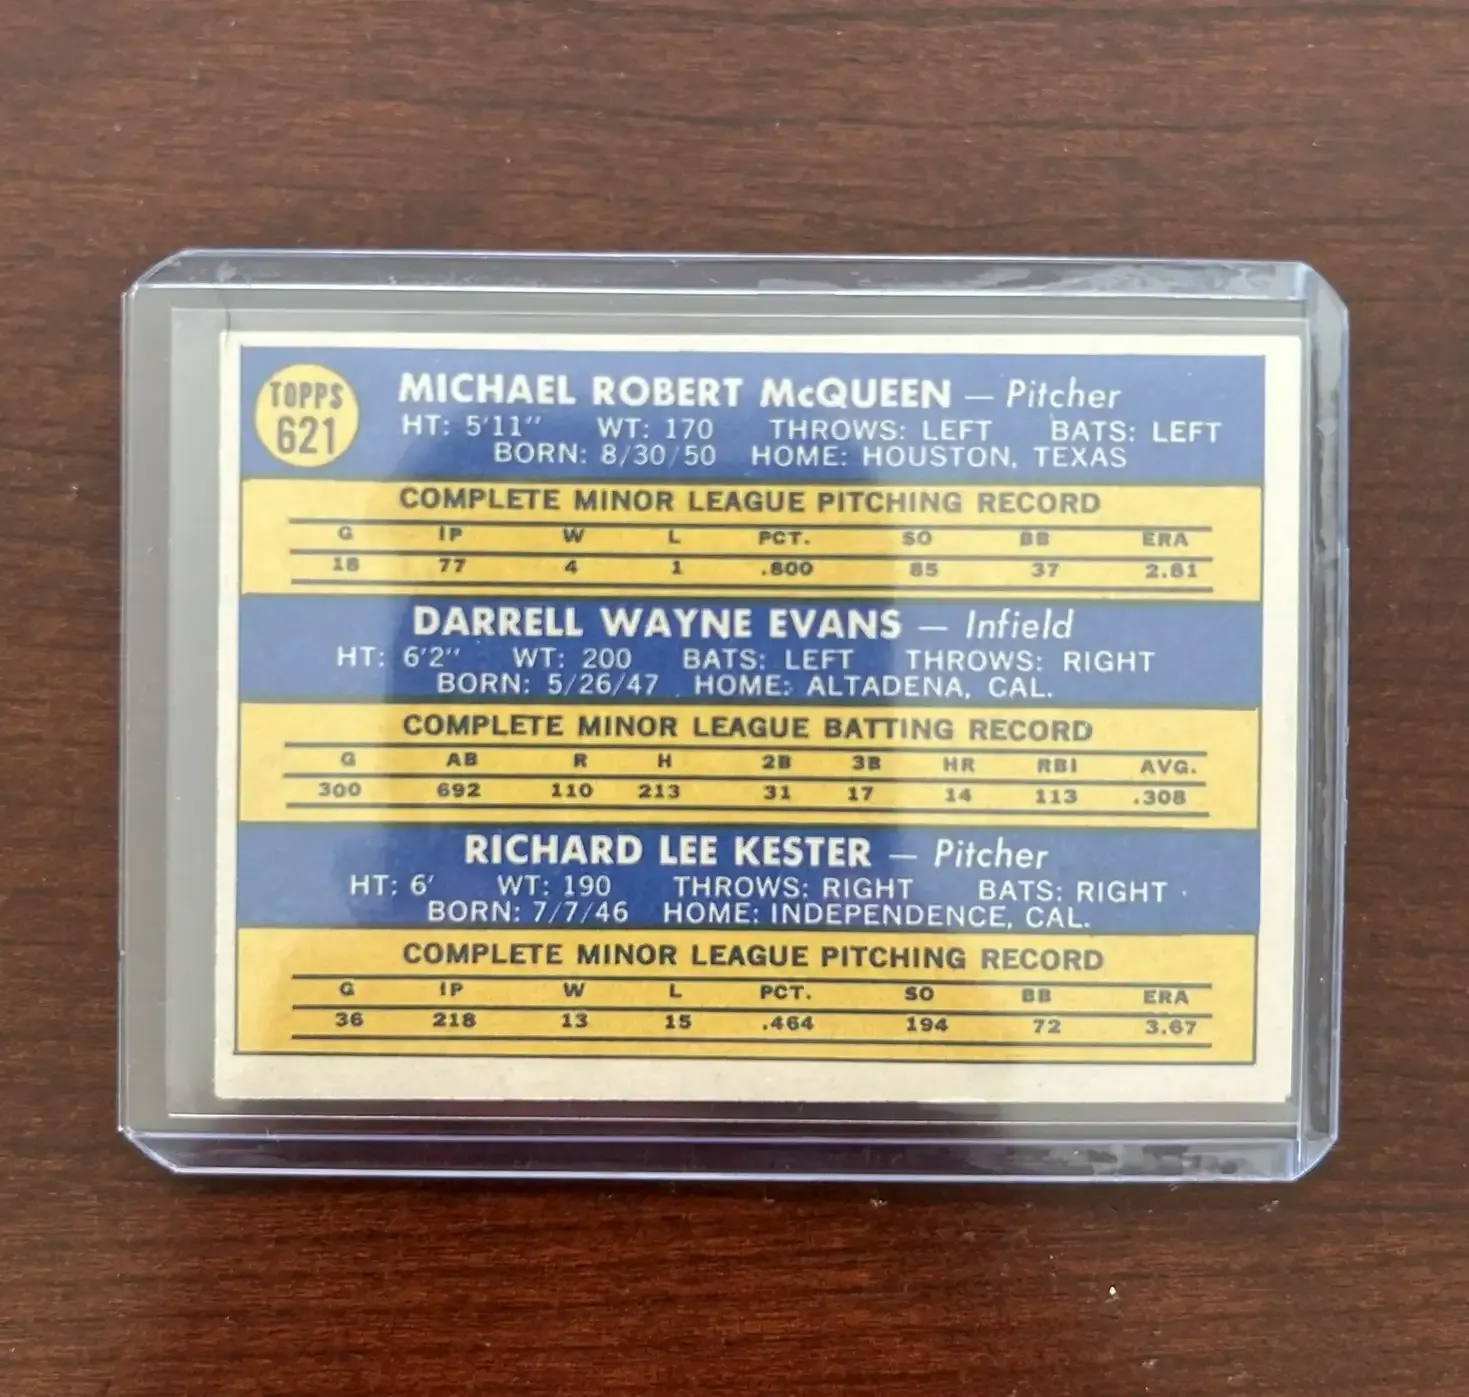 TOPPS
621
MICHAEL ROBERT McQUEEN — Pitcher
HT: 5'11" WT: 170 THROWS: LEFT BATS: LEFT
BORN: 8/30/50 HOME: HOUSTON, TEXAS
COMPLETE MINOR LEAGUE PITCHING RECORD
G IP W L PCT. SO BB ERA
18 77 4 1 .800 85 37 2.81
DARRELL WAYNE EVANS — Infield
HT: 6'2" WT: 200 BATS: LEFT THROWS: RIGHT
BORN: 5/26/47 HOME: ALTADENA, CAL.
COMPLETE MINOR LEAGUE BATTING RECORD
G AB R H 2B 3B HR RBI AVG.
300 692 110 213 31 17 14 113 .308
RICHARD LEE KESTER — Pitcher
HT: 6' WT: 190 THROWS: RIGHT BATS: RIGHT
BORN: 7/7/46 HOME: INDEPENDENCE, CAL.
COMPLETE MINOR LEAGUE PITCHING RECORD
G IP W L PCT. SO BB ERA
36 218 13 15 .464 194 72 3.67